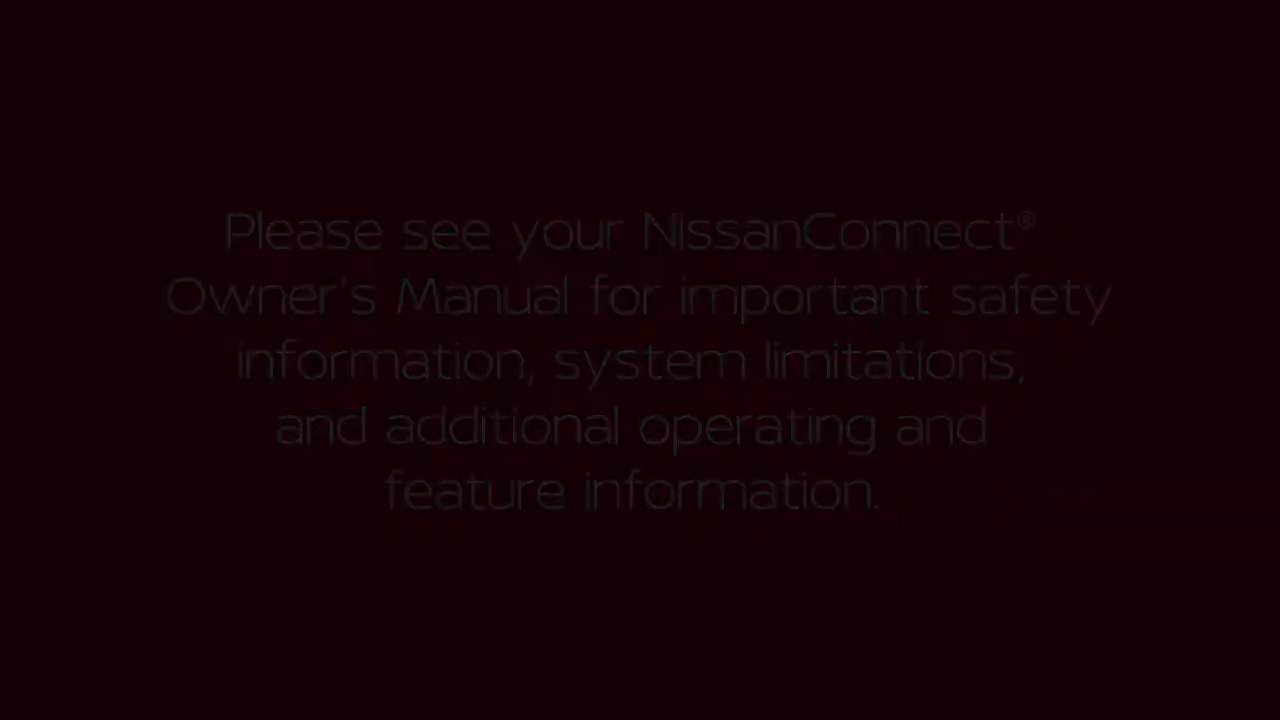 Please see your NissanConnect®
Owner's Manual for important safety
information, system limitations,
and additional operating and
feature information.